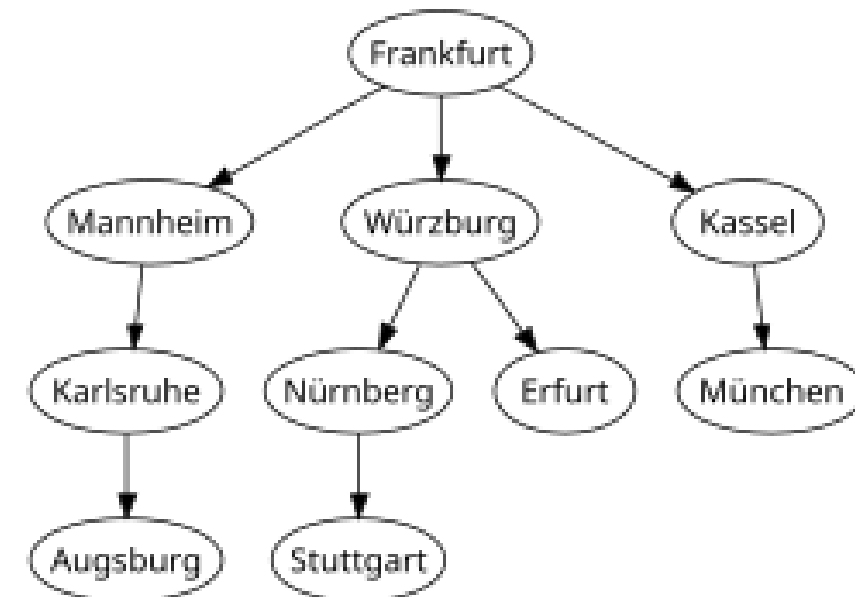 Frankfurt
Mannheim Würzburg Kassel
Karlsruhe Nürnberg Erfurt München
Augsburg Stuttgart